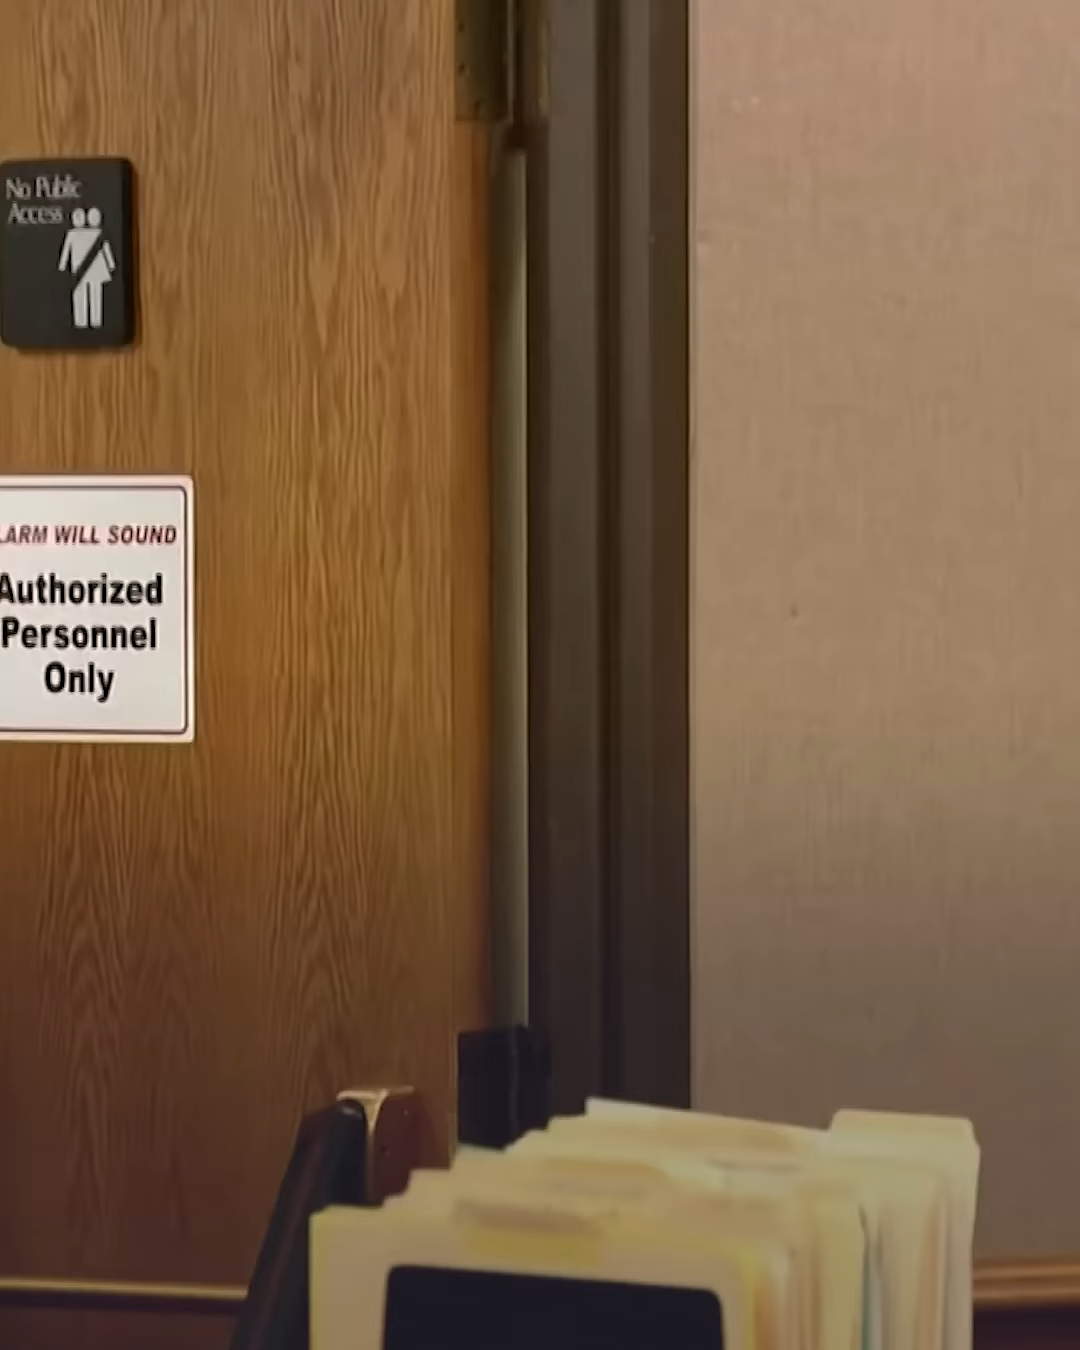 No Public
Access
LARM WILL SOUND
Authorized
Personnel
Only